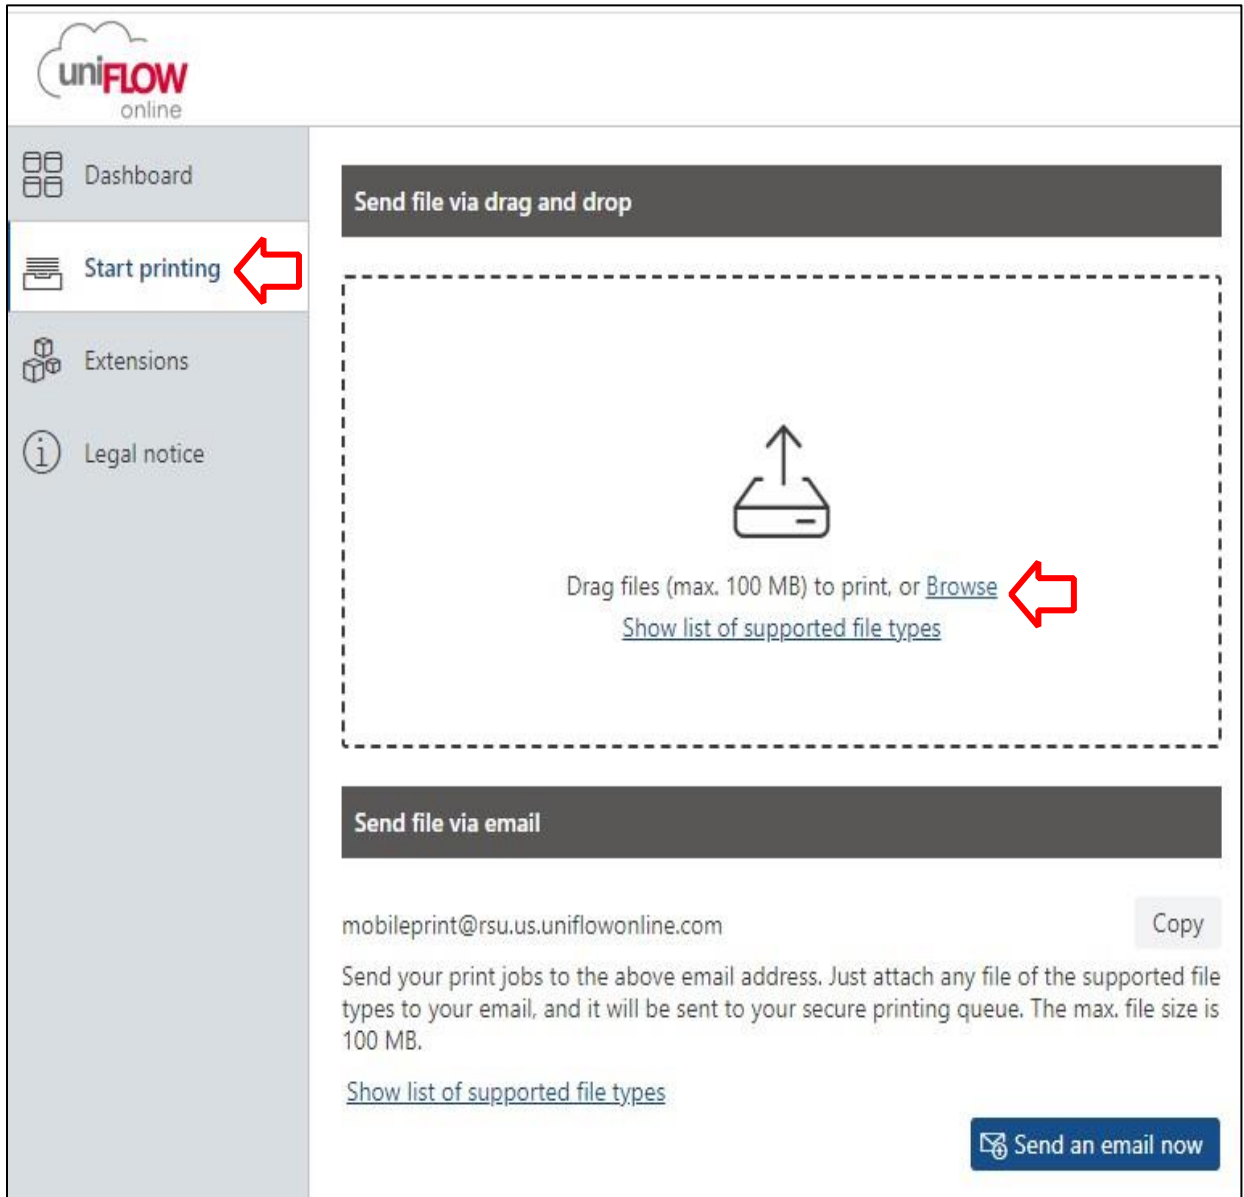 uniFLOW
online
Dashboard
Start printing
Extensions
Legal notice
Send file via drag and drop
Drag files (max. 100 MB) to print, or Browse
Show list of supported file types
Send file via email
mobileprint@rsu.us.uniflowonline.com
Copy
Send your print jobs to the above email address. Just attach any file of the supported file
types to your email, and it will be sent to your secure printing queue. The max. file size is
100 MB.
Show list of supported file types
Send an email now